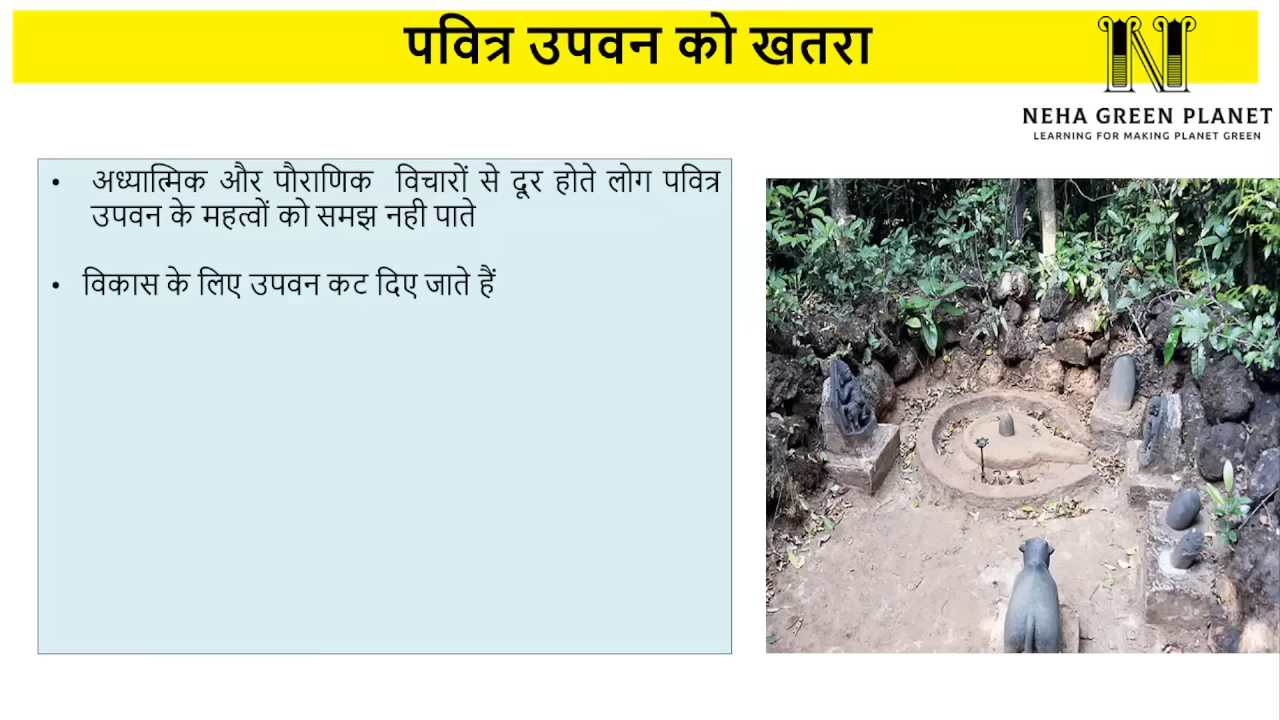 पवित्र उपवन को खतरा
NEHA GREEN PLANET
LEARNING FOR MAKING PLANET GREEN
• अध्यात्मिक और पौराणिक विचारों से दूर होते लोग पवित्र
उपवन के महत्वों को समझ नही पाते
• विकास के लिए उपवन कट दिए जाते हैं